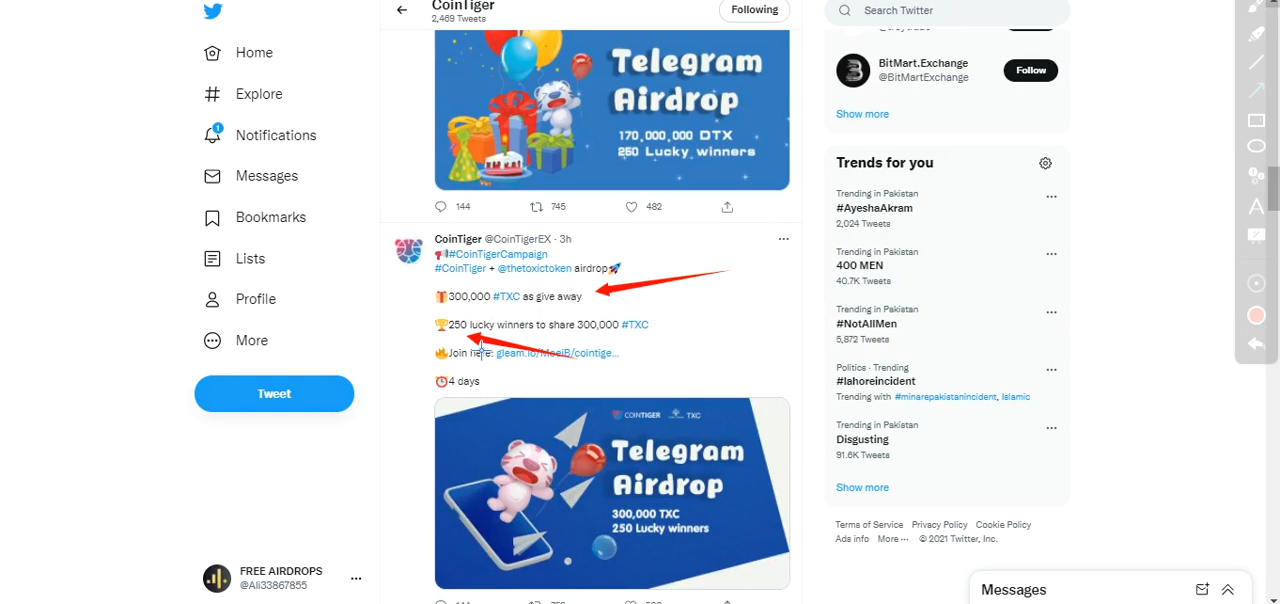 CoinTiger
2,469 Tweets
Following
Search Twitter
Home
Explore
1
Notifications
Messages
Bookmarks
Lists
Profile
More
Tweet
FREE AIRDROPS
@Ali33867855
Telegram
Airdrop
170,000,000 DTX
250 Lucky winners
144
745
482
CoinTiger @CoinTigerEX · 3h
#CoinTigerCampaign
#CoinTiger + @thetoxictoken airdrop
300,000 #TXC as give away
250 lucky winners to share 300,000 #TXC
Join here: gleam.io/MoeiB/cointige...
4 days
COINTIGER TXC
Telegram
Airdrop
300,000 TXC
250 Lucky winners
BitMart.Exchange
@BitMartExchange
Follow
Show more
Trends for you
Trending in Pakistan
#AyeshaAkram
2,024 Tweets
Trending in Pakistan
400 MEN
40.7K Tweets
Trending in Pakistan
#NotAllMen
5,872 Tweets
Politics · Trending
#lahoreincident
Trending with #minarepakistanincident, Islamic
Trending in Pakistan
Disgusting
91.6K Tweets
Show more
Terms of Service Privacy Policy Cookie Policy
Ads info More ··· © 2021 Twitter, Inc.
Messages